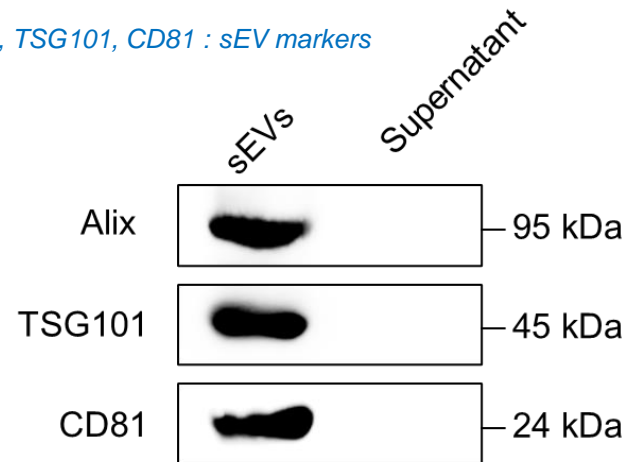 , TSG101, CD81 : sEV markers
sEVs
Supernatant
Alix
95 kDa
TSG101
45 kDa
CD81
24 kDa